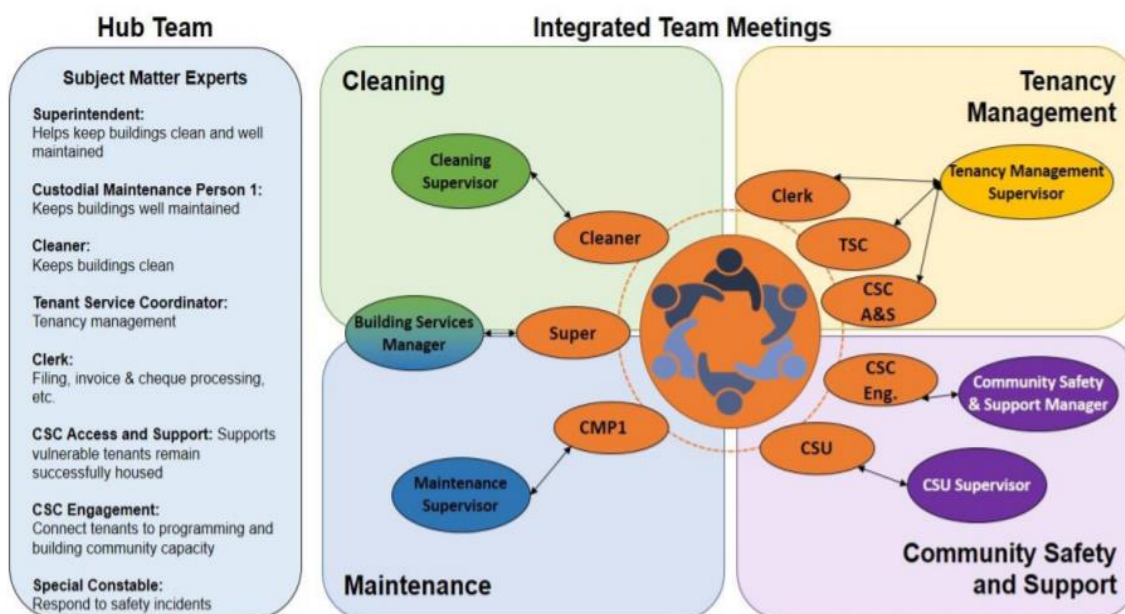 Hub Team
Subject Matter Experts
Superintendent:
Helps keep buildings clean and well
maintained
Custodial Maintenance Person 1:
Keeps buildings well maintained
Cleaner:
Keeps buildings clean
Tenant Service Coordinator:
Tenancy management
Clerk:
Filing, invoice & cheque processing,
etc.
CSC Access and Support: Supports
vulnerable tenants remain
successfully housed
CSC Engagement:
Connect tenants to programming and
building community capacity
Special Constable:
Respond to safety incidents
Integrated Team Meetings
Cleaning
Cleaning
Supervisor
Cleaner
Tenancy
Management
Tenancy Management
Supervisor
Clerk
TSC
CSC
A&S
Building Services
Manager
Super
CMP1
Maintenance
Supervisor
Maintenance
CSC
Eng.
Community Safety
& Support Manager
CSU
CSU Supervisor
Community Safety
and Support